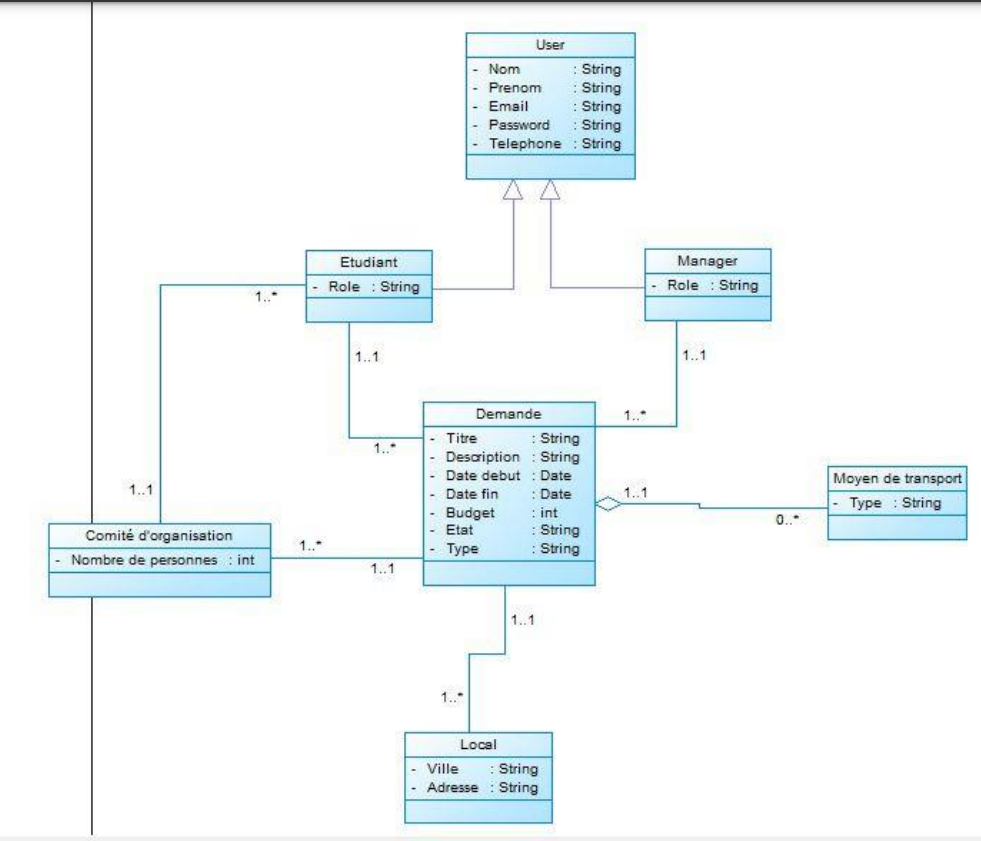 User
- Nom : String
- Prenom : String
- Email : String
- Password : String
- Telephone : String
Etudiant
- Role : String
Manager
- Role : String
1..*
1..1
1..1
Demande
- Titre : String
- Description : String
- Date debut : Date
- Date fin : Date
- Budget : int
- Etat : String
- Type : String
1..*
1..*
Moyen de transport
- Type : String
1..1
0..*
1..1
Comité d'organisation
- Nombre de personnes : int
1..*
1..1
1..1
1..*
Local
- Ville : String
- Adresse : String